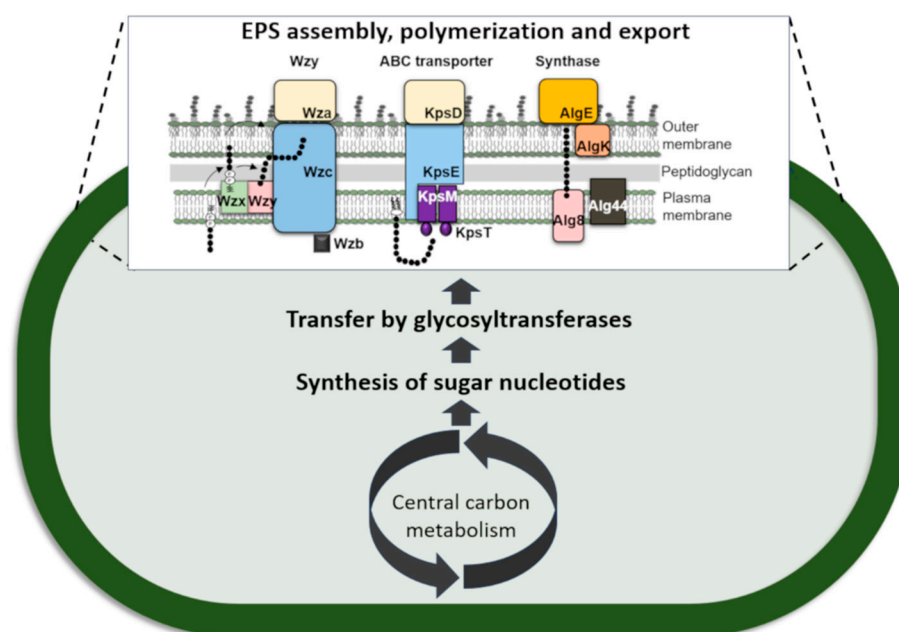 EPS assembly, polymerization and export
Wzy
ABC transporter
Synthase
Wza
KpsD
AlgE
Outer
membrane
AlgK
Wzc
KpsE
Peptidoglycan
Wzx
Wzy
KpsM
Alg8
Alg44
Plasma
membrane
Wzb
KpsT
Transfer by glycosyltransferases
Synthesis of sugar nucleotides
Central carbon
metabolism